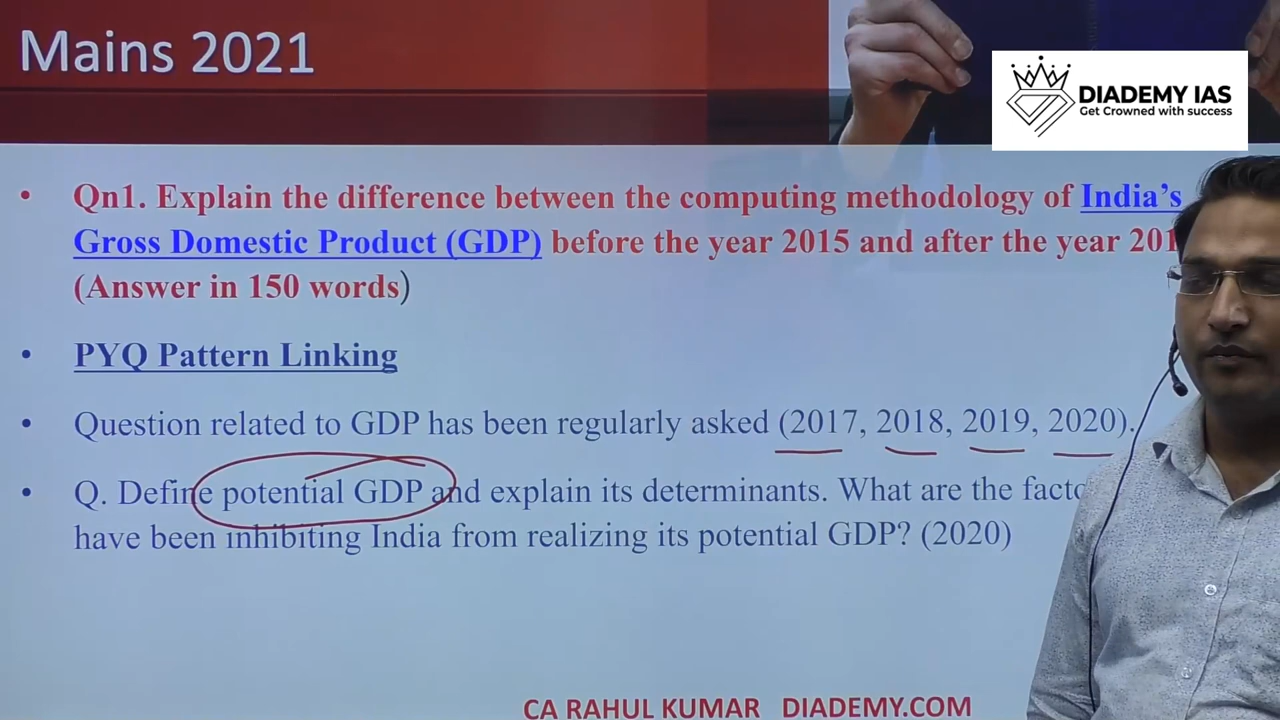 Mains 2021
DIADEMY IAS
Get Crowned with success
• Qn1. Explain the difference between the computing methodology of India's
Gross Domestic Product (GDP) before the year 2015 and after the year
(Answer in 150 words)
• PYQ Pattern Linking
• Question related to GDP has been regularly asked (2017, 2018, 2019, 2020).
• Q. Define potential GDP and explain its determinants. What are the
have been inhibiting India from realizing its potential GDP? (2020)
CA RAHUL KUMAR DIADEMY.COM